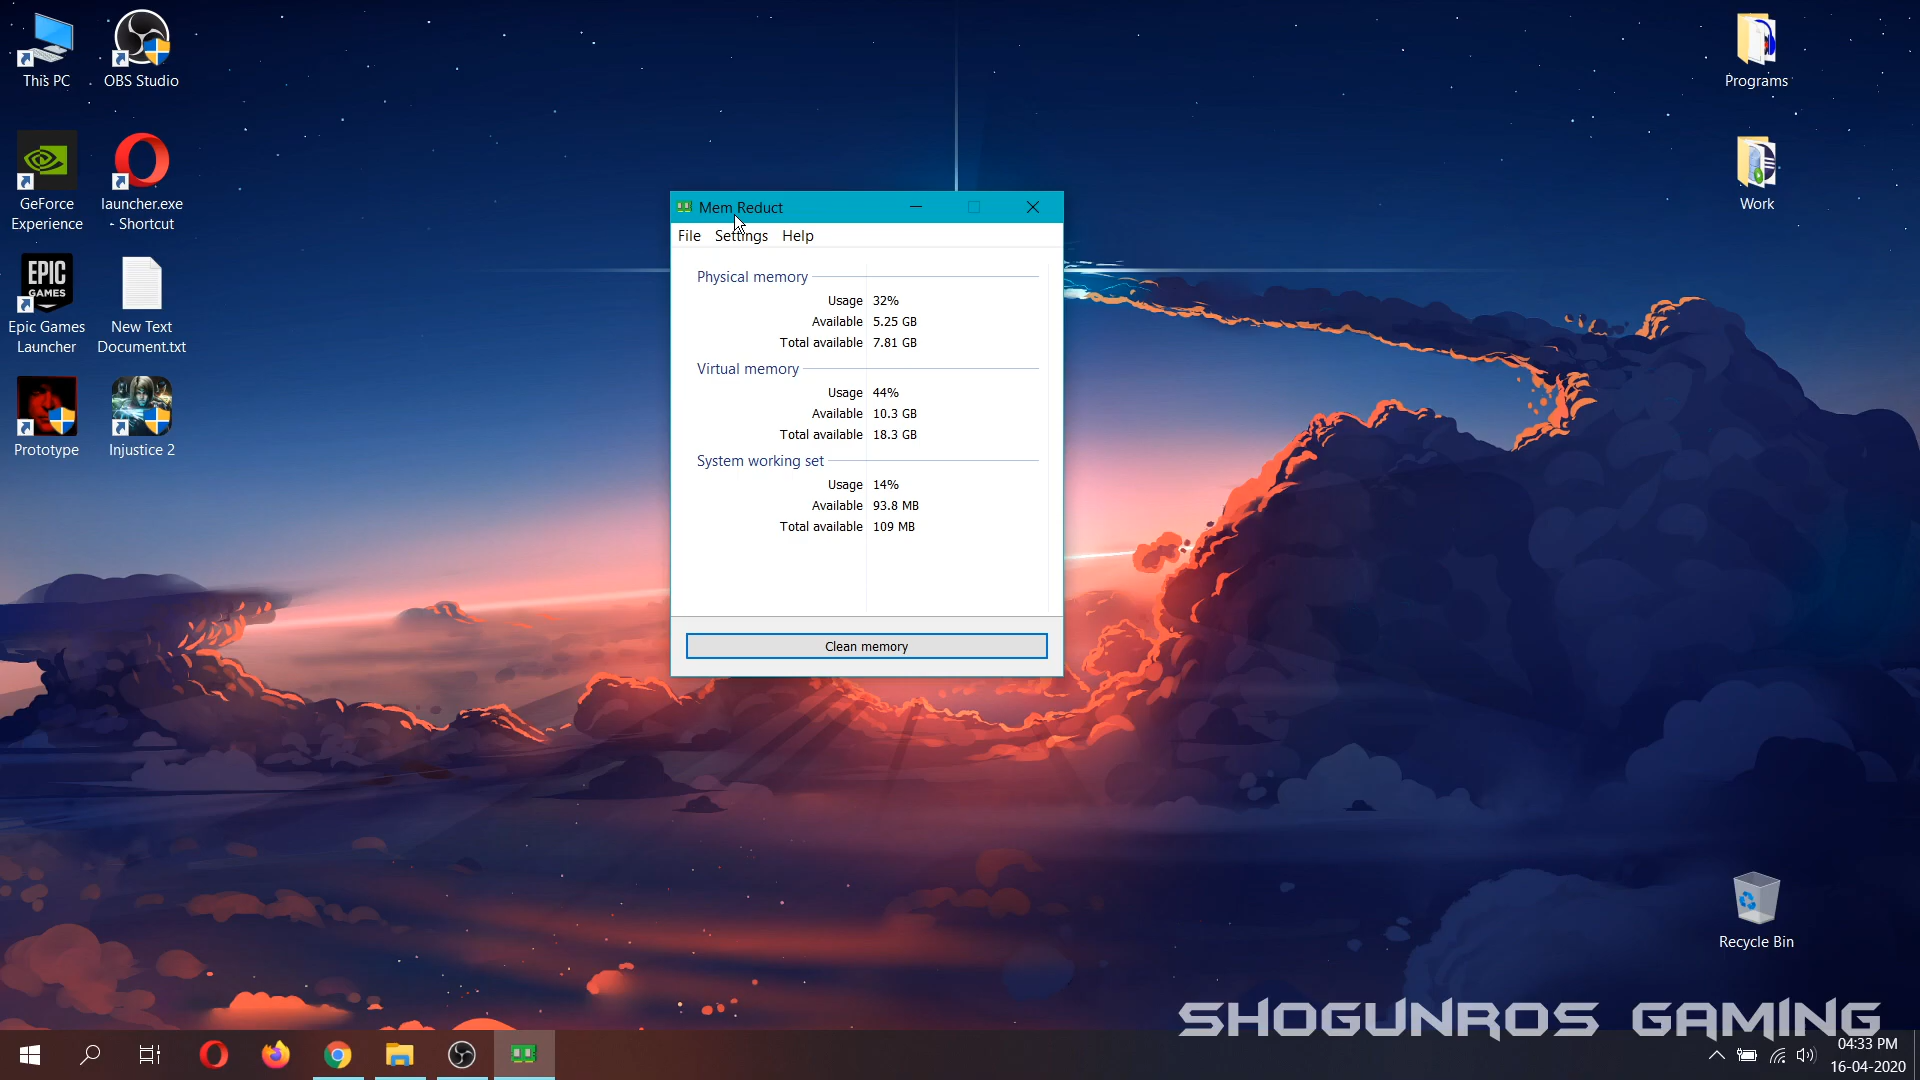 This PC
OBS Studio
GeForce
Experience
launcher.exe
- Shortcut
EPIC
GAMES
Epic Games
Launcher
New Text
Document.txt
Prototype
Injustice 2
Mem Reduct
File Settings Help
Physical memory
Usage 32%
Available 5.25 GB
Total available 7.81 GB
Virtual memory
Usage 44%
Available 10.3 GB
Total available 18.3 GB
System working set
Usage 14%
Available 93.8 MB
Total available 109 MB
Clean memory
Programs
Work
Recycle Bin
SHOGUNROS GAMING
04:33 PM
16-04-2020